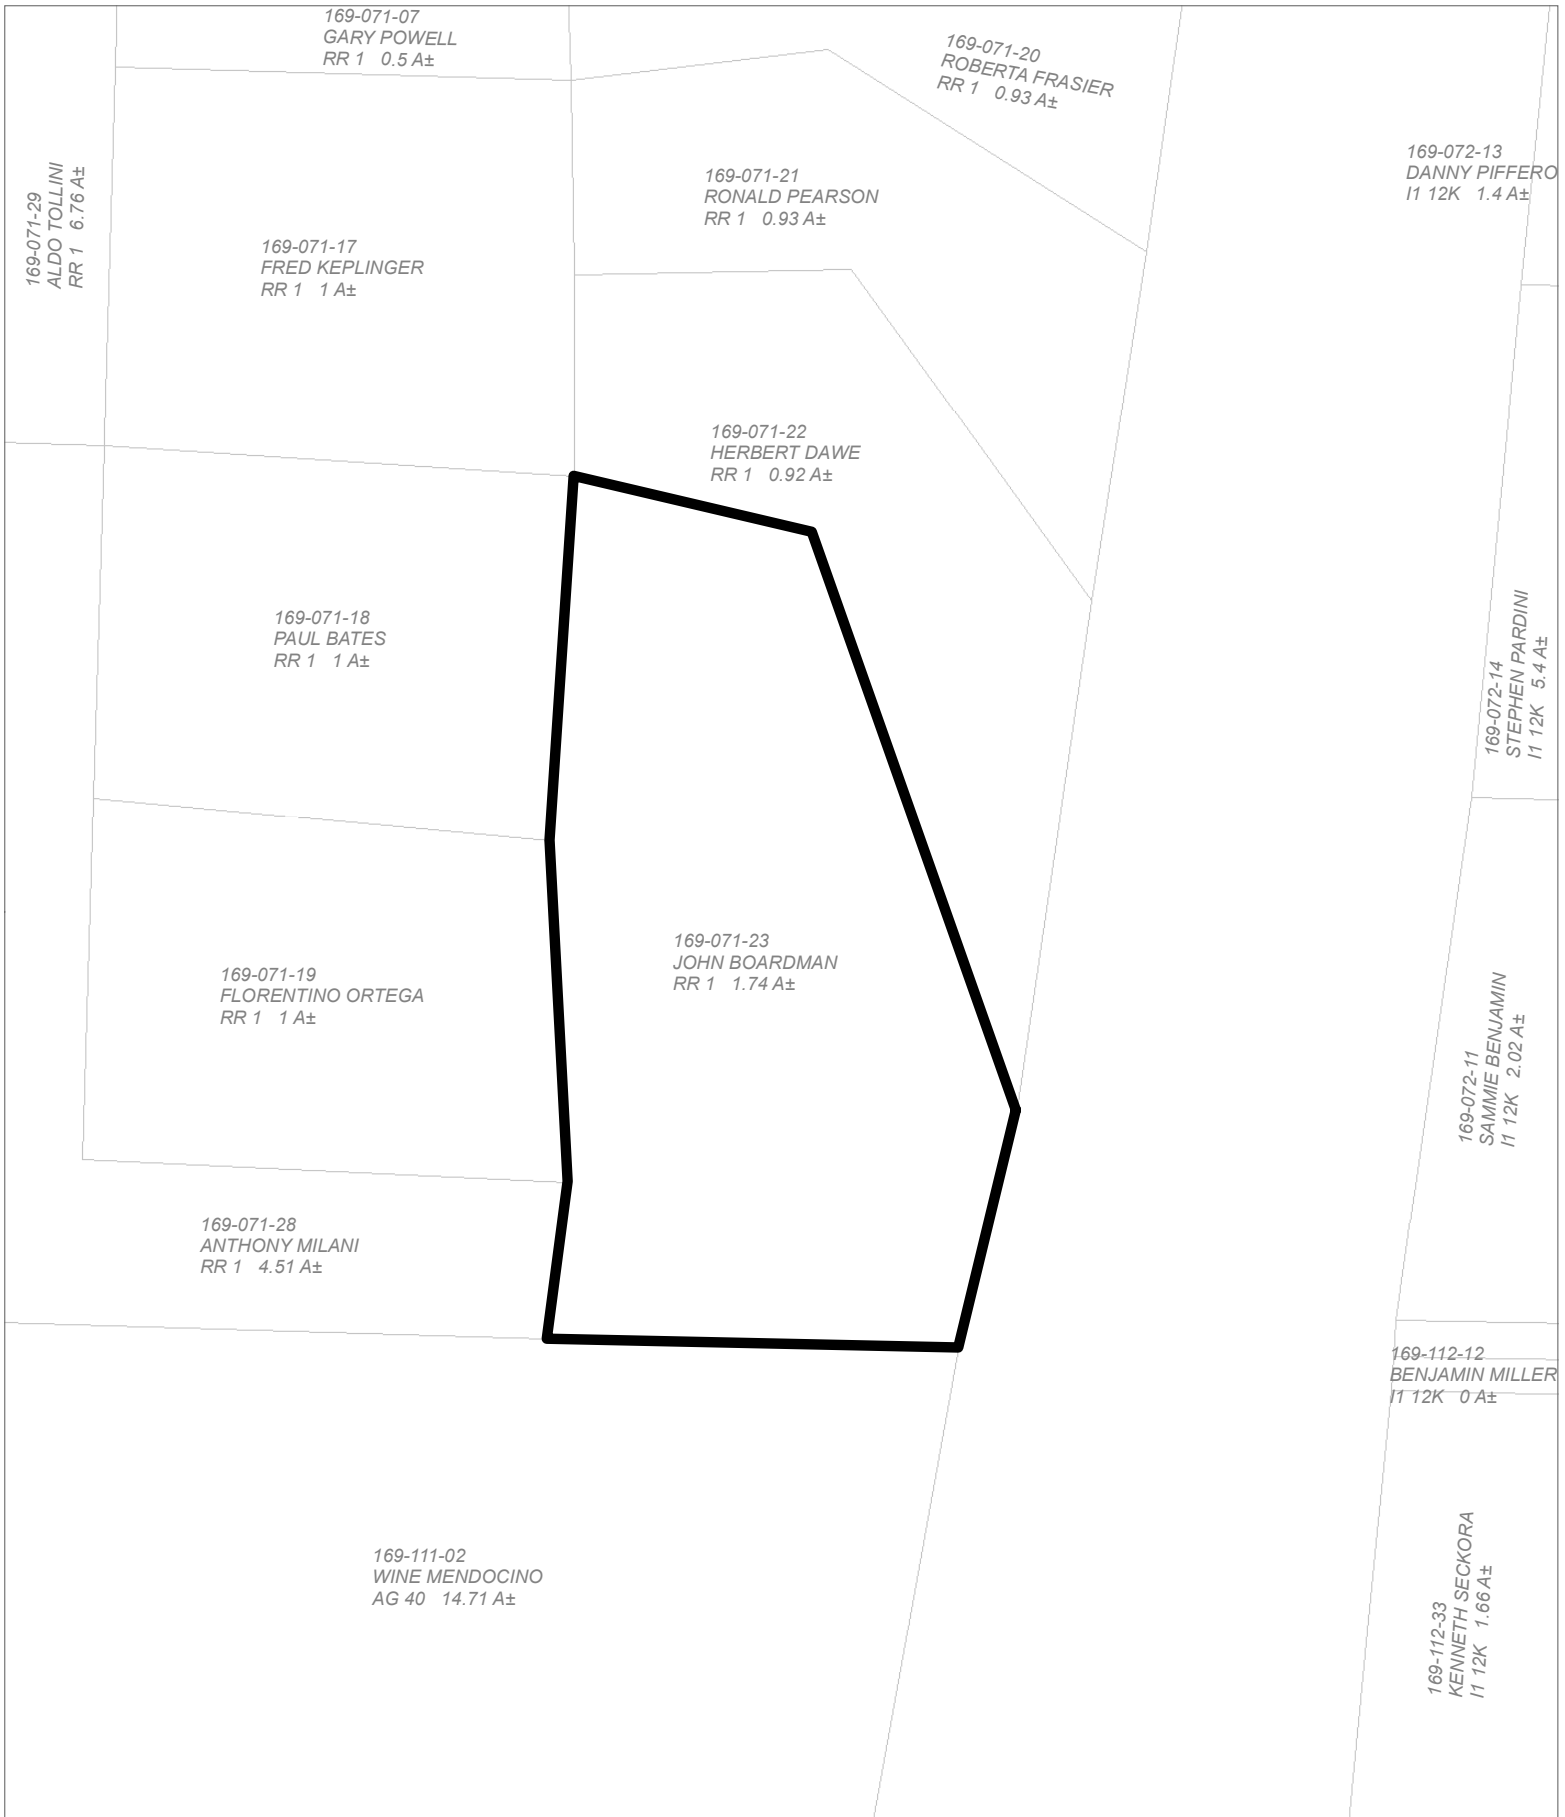 169-071-07
GARY POWELL
RR 1 0.5 A±
169-071-20
ROBERTA FRASIER
RR 1 0.93 A±
169-072-13
DANNY PIFFERO
I1 12K 1.4 A±
169-071-29
ALDO TOLLINI
RR 1 6.76 A±
169-071-21
RONALD PEARSON
RR 1 0.93 A±
169-071-17
FRED KEPLINGER
RR 1 1 A±
169-071-22
HERBERT DAWE
RR 1 0.92 A±
169-071-18
PAUL BATES
RR 1 1 A±
169-072-14
STEPHEN PARDINI
I1 12K 5.4 A±
169-071-23
JOHN BOARDMAN
RR 1 1.74 A±
169-071-19
FLORENTINO ORTEGA
RR 1 1 A±
169-072-11
SAMMIE BENJAMIN
I1 12K 2.02 A±
169-071-28
ANTHONY MILANI
RR 1 4.51 A±
169-112-12
BENJAMIN MILLER
I1 12K 0 A±
169-111-02
WINE MENDOCINO
AG 40 14.71 A±
169-112-33
KENNETH SECKORA
I1 12K 1.66 A±